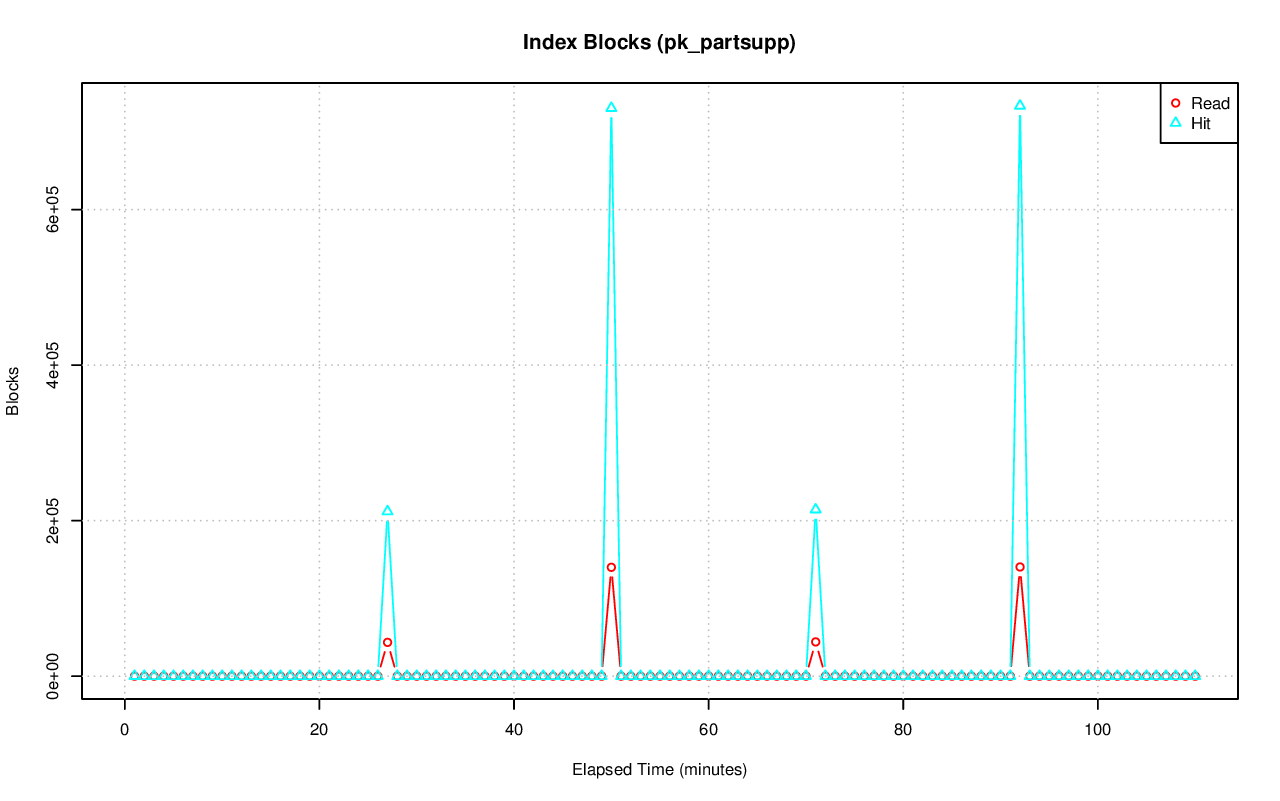 Index Blocks (pk_partsupp)
Read
Hit
Blocks
6e+05
4e+05
2e+05
0e+00
0 20 40 60 80 100
Elapsed Time (minutes)